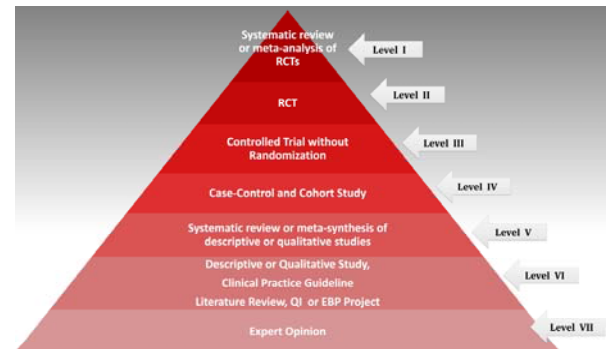 Systematic review
or meta-analysis of
RCTs
Level I
RCT
Level II
Controlled Trial without
Randomization
Level III
Case-Control and Cohort Study
Level IV
Systematic review or meta-synthesis of
descriptive or qualitative studies
Level V
Descriptive or Qualitative Study,
Clinical Practice Guideline
Literature Review, QI or EBP Project
Level VI
Expert Opinion
Level VII